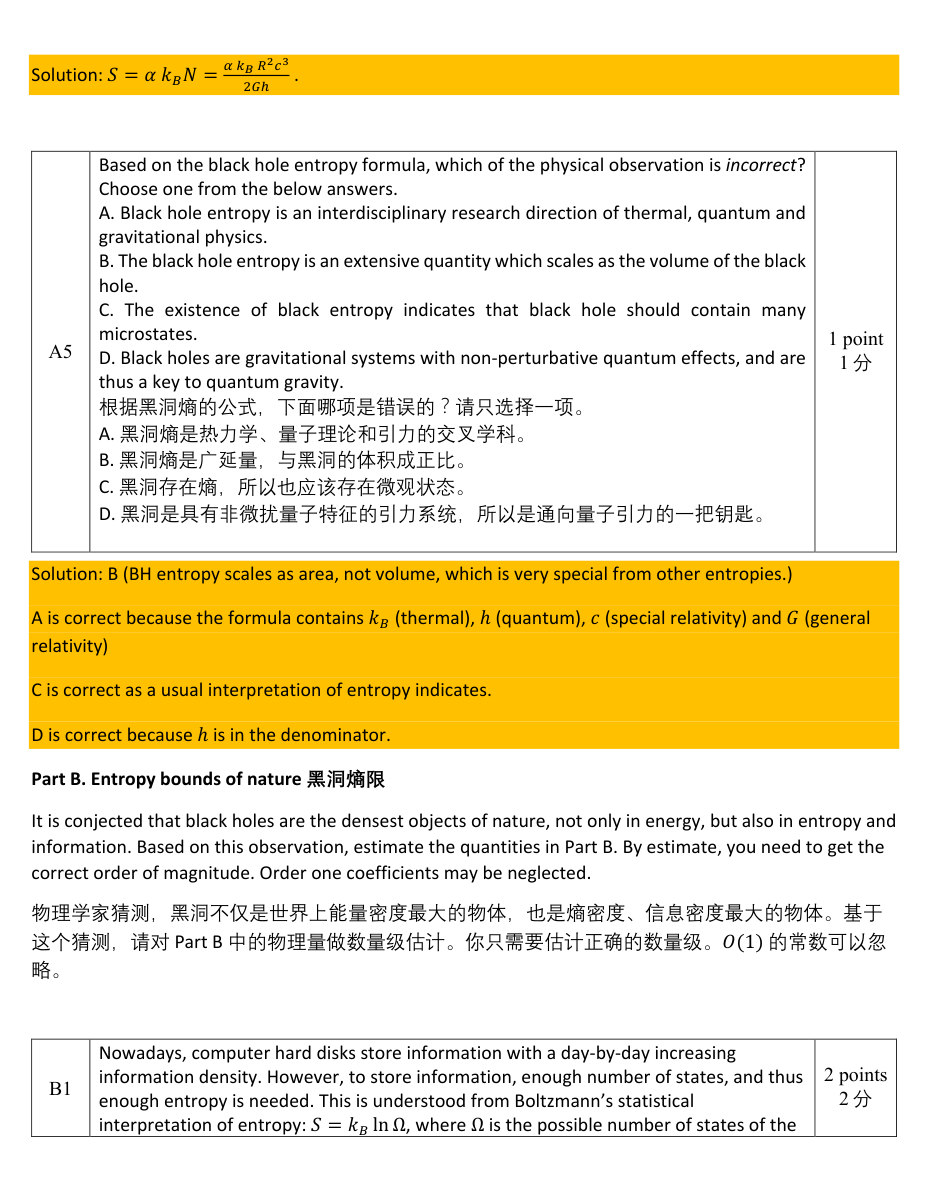 Solution: S = α k_B N = α k_B R²c³ / 2Gh .
A5
Based on the black hole entropy formula, which of the physical observation is incorrect?
Choose one from the below answers.
A. Black hole entropy is an interdisciplinary research direction of thermal, quantum and
gravitational physics.
B. The black hole entropy is an extensive quantity which scales as the volume of the black
hole.
C. The existence of black entropy indicates that black hole should contain many
microstates.
D. Black holes are gravitational systems with non-perturbative quantum effects, and are
thus a key to quantum gravity.
根据黑洞熵的公式，下面哪项是错误的？请只选择一项。
A. 黑洞熵是热力学、量子理论和引力的交叉学科。
B. 黑洞熵是广延量，与黑洞的体积成正比。
C. 黑洞存在熵，所以也应该存在微观状态。
D. 黑洞是具有非微扰量子特征的引力系统，所以是通向量子引力的一把钥匙。
1 point
1 分
Solution: B (BH entropy scales as area, not volume, which is very special from other entropies.)
A is correct because the formula contains k_B (thermal), h (quantum), c (special relativity) and G (general
relativity)
C is correct as a usual interpretation of entropy indicates.
D is correct because h is in the denominator.
Part B. Entropy bounds of nature 黑洞熵限
It is conjected that black holes are the densest objects of nature, not only in energy, but also in entropy and
information. Based on this observation, estimate the quantities in Part B. By estimate, you need to get the
correct order of magnitude. Order one coefficients may be neglected.
物理学家猜测，黑洞不仅是世界上能量密度最大的物体，也是熵密度、信息密度最大的物体。基于
这个猜测，请对 Part B 中的物理量做数量级估计。你只需要估计正确的数量级。O(1) 的常数可以忽
略。
B1
Nowadays, computer hard disks store information with a day-by-day increasing
information density. However, to store information, enough number of states, and thus
enough entropy is needed. This is understood from Boltzmann’s statistical
interpretation of entropy: S = k_B ln Ω, where Ω is the possible number of states of the
2 points
2 分